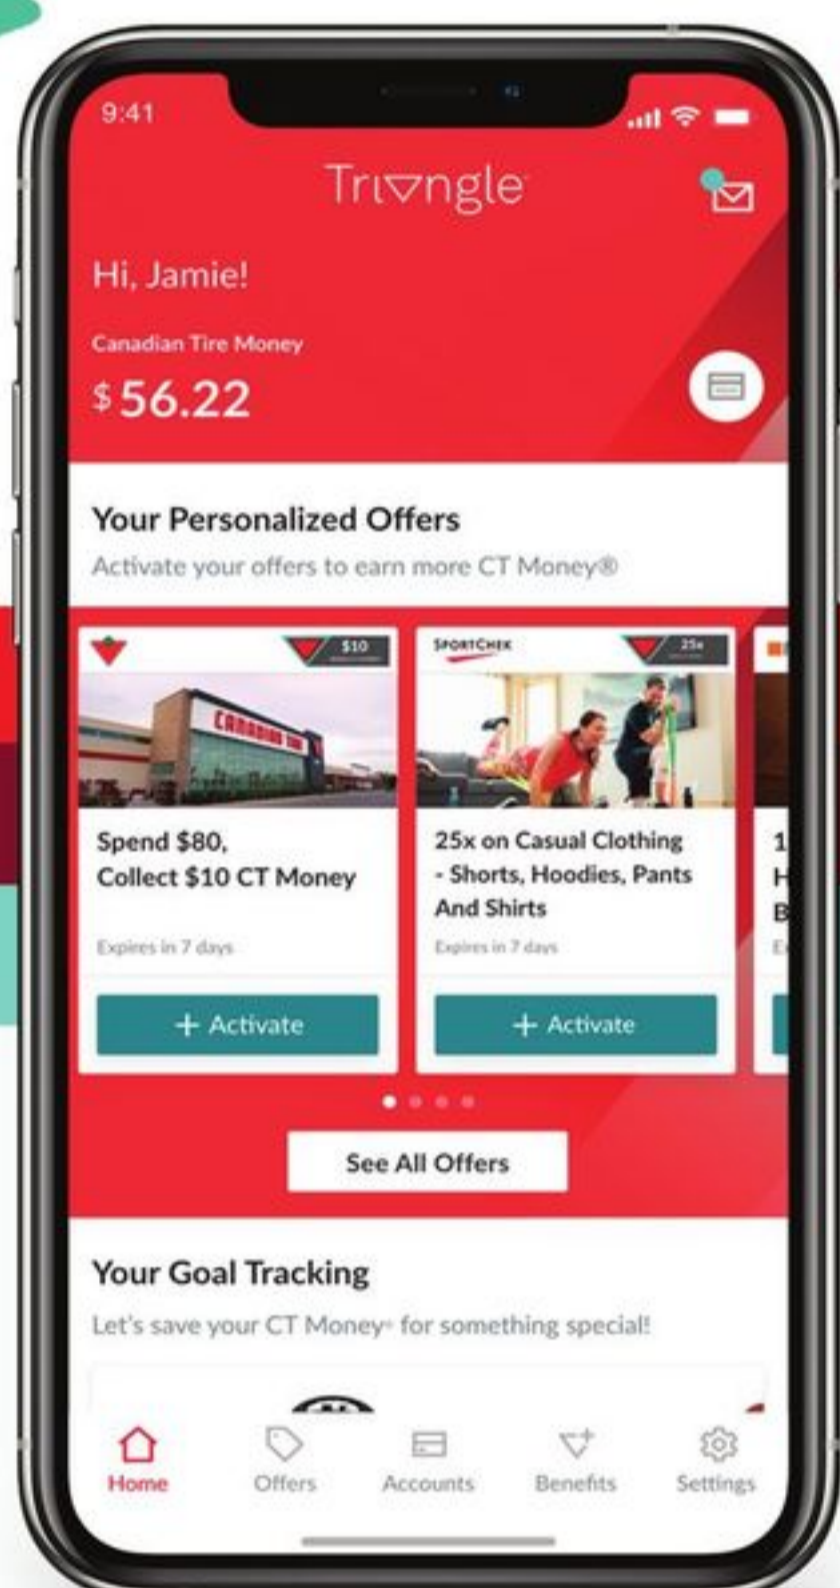 9:41
Triangle
Hi, Jamie!
Canadian Tire Money
$56.22
Your Personalized Offers
Activate your offers to earn more CT Money®
$10
SPORTCHEK
25x
CANADIAN TIRE
Spend $80,
Collect $10 CT Money
Expires in 7 days
+ Activate
25x on Casual Clothing
- Shorts, Hoodies, Pants
And Shirts
Expires in 7 days
+ Activate
1
H
B
E
See All Offers
Your Goal Tracking
Let's save your CT Money® for something special!
Home
Offers
Accounts
Benefits
Settings